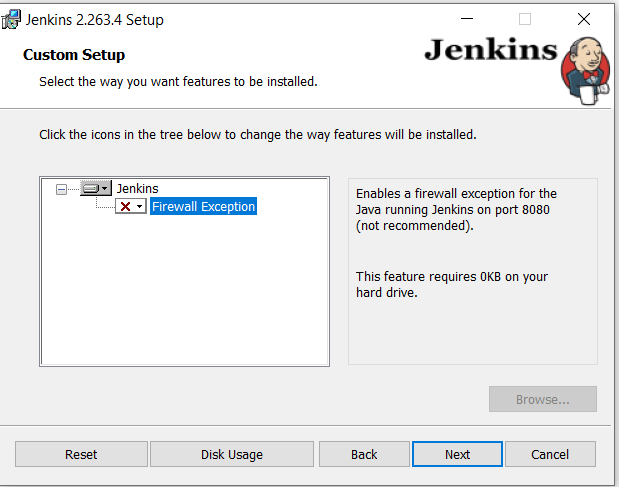 Jenkins 2.263.4 Setup
Custom Setup
Select the way you want features to be installed.
Jenkins
Click the icons in the tree below to change the way features will be installed.
Jenkins
Firewall Exception
Enables a firewall exception for the
Java running Jenkins on port 8080
(not recommended).
This feature requires 0KB on your
hard drive.
Browse...
Reset
Disk Usage
Back
Next
Cancel